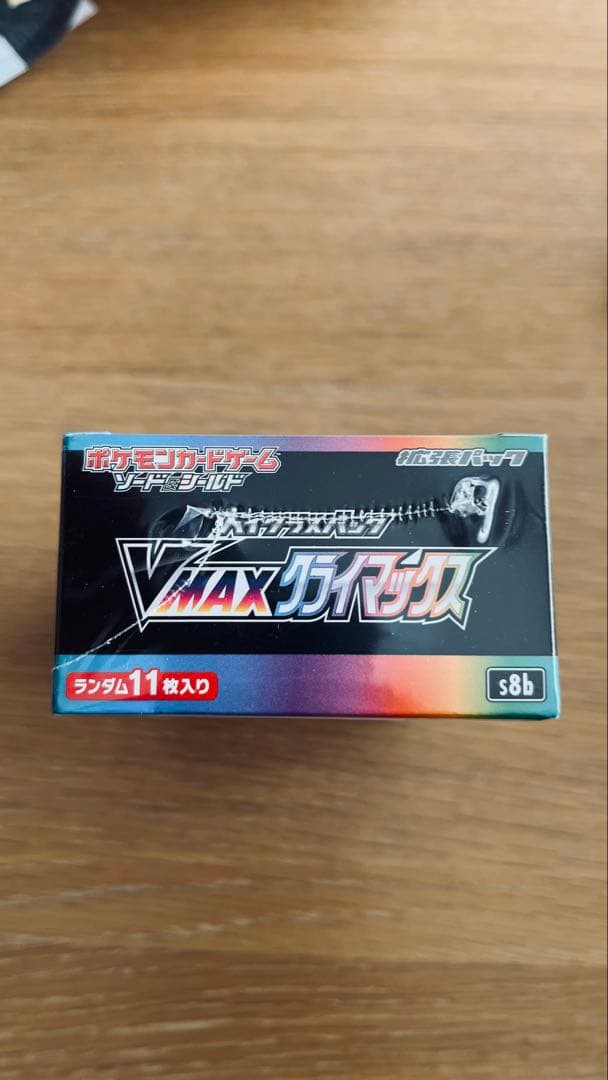 ポケモンカードゲーム
ソード&シールド
拡張パック
ハイクラスパック
VMAXクライマックス
ランダム11枚入り
s8b